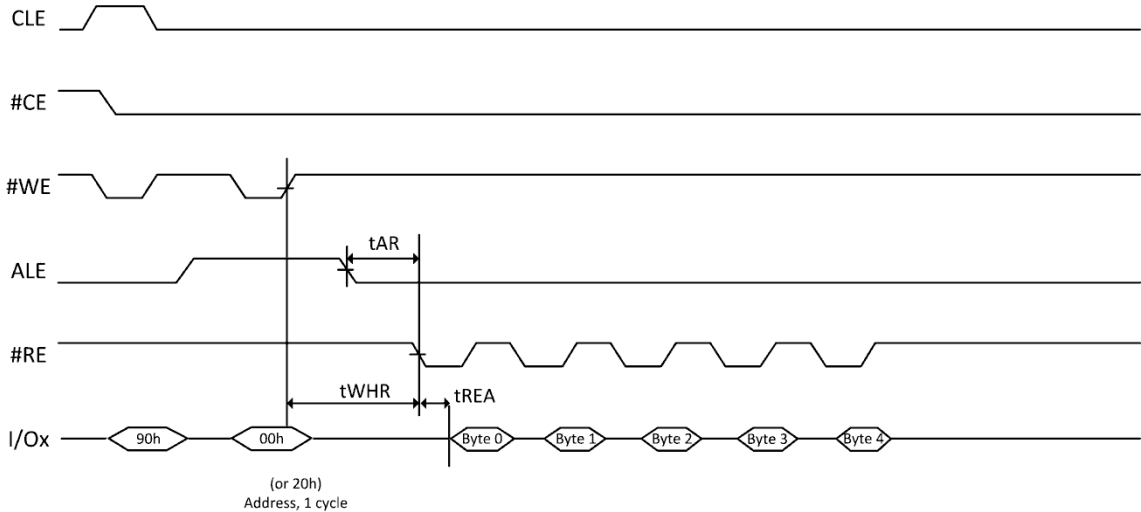 CLE
#CE
#WE
tAR
ALE
#RE
tWHR
tREA
I/Ox
90h
00h
Byte 0
Byte 1
Byte 2
Byte 3
Byte 4
(or 20h)
Address, 1 cycle